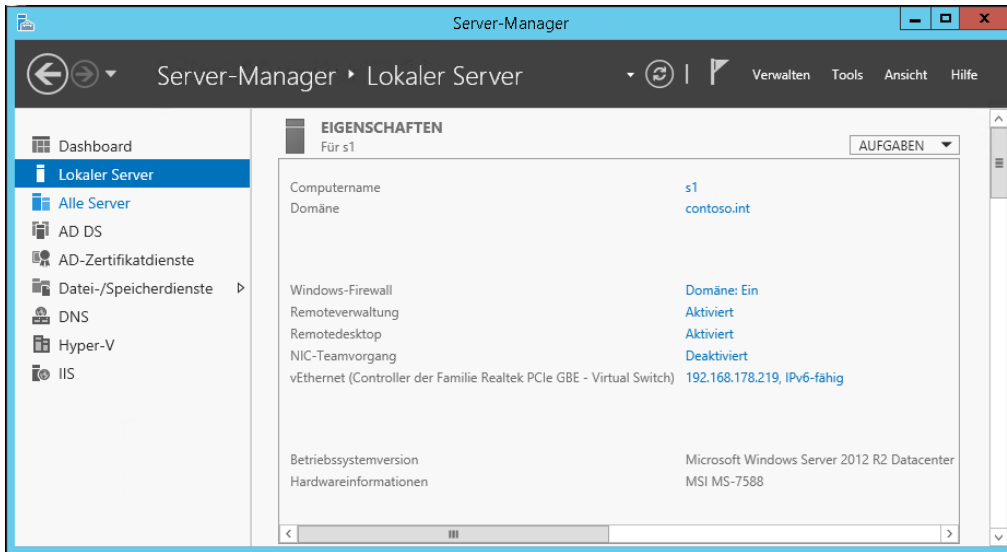 Server-Manager
Server-Manager ‣ Lokaler Server
Verwalten Tools Ansicht Hilfe
Dashboard
Lokaler Server
Alle Server
AD DS
AD-Zertifikatdienste
Datei-/Speicherdienste
DNS
Hyper-V
IIS
EIGENSCHAFTEN
Für s1
AUFGABEN
Computername s1
Domäne contoso.int
Windows-Firewall Domäne: Ein
Remoteverwaltung Aktiviert
Remotedesktop Aktiviert
NIC-Teamvorgang Deaktiviert
vEthernet (Controller der Familie Realtek PCIe GBE - Virtual Switch) 192.168.178.219, IPv6-fähig
Betriebssystemversion Microsoft Windows Server 2012 R2 Datacenter
Hardwareinformationen MSI MS-7588